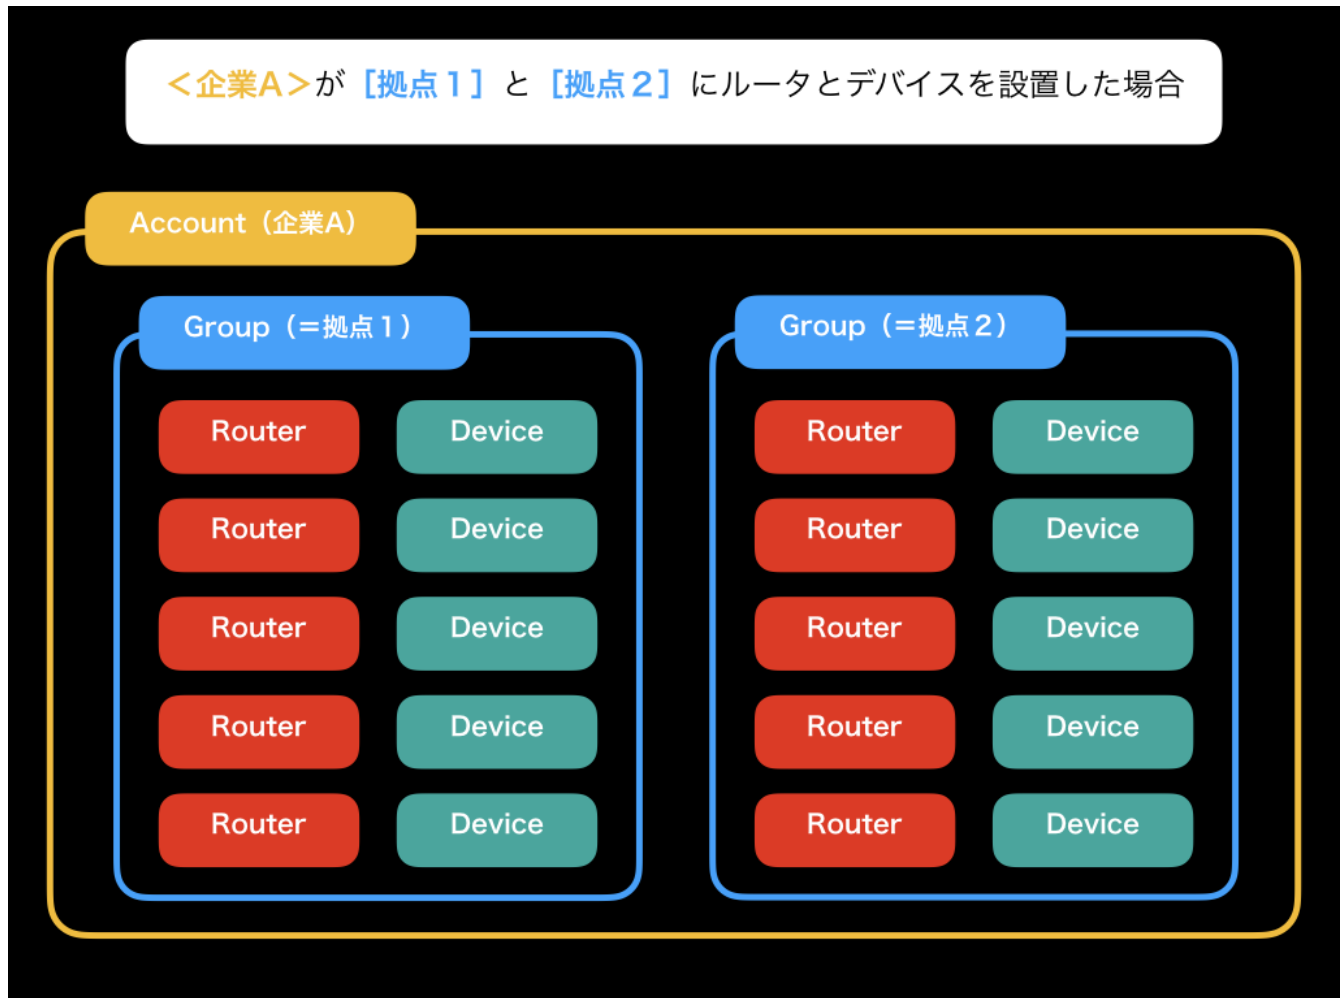 ＜企業A＞が［拠点１］と［拠点２］にルータとデバイスを設置した場合
Account（企業A）
Group（＝拠点１）
Router Device
Router Device
Router Device
Router Device
Router Device
Group（＝拠点２）
Router Device
Router Device
Router Device
Router Device
Router Device